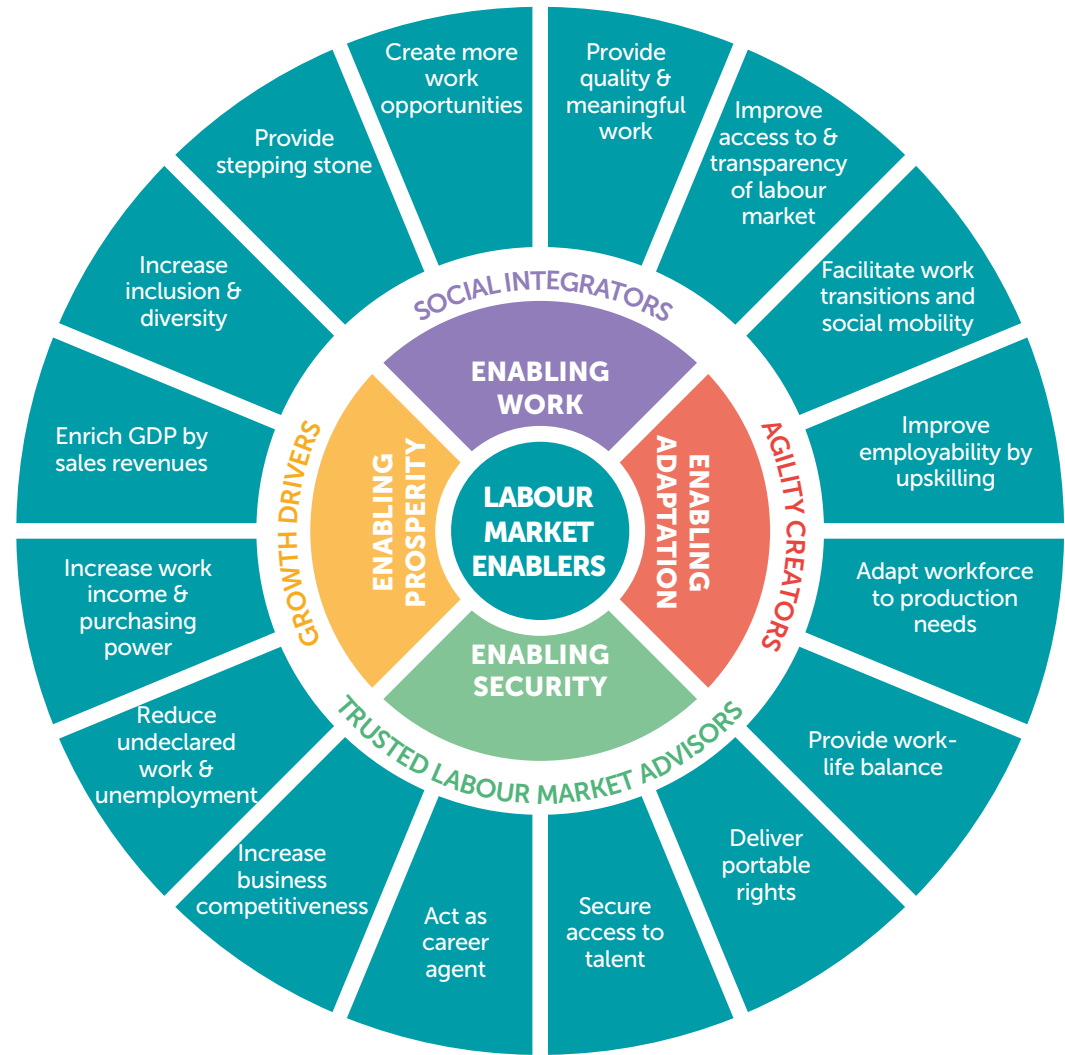 Create more
work
opportunities
Provide
quality &
meaningful
work
Improve
access to &
transparency
of labour
market
Facilitate work
transitions and
social mobility
Improve
employability by
upskilling
Adapt workforce
to production
needs
Provide work-
life balance
Deliver
portable
rights
Secure
access to
talent
Act as
career
agent
Increase
business
competitiveness
Reduce
undeclared
work &
unemployment
Increase work
income &
purchasing
power
Enrich GDP by
sales revenues
Increase
inclusion &
diversity
Provide
stepping stone
SOCIAL INTEGRATORS
AGILITY CREATORS
TRUSTED LABOUR MARKET ADVISORS
GROWTH DRIVERS
ENABLING
WORK
ENABLING
ADAPTATION
ENABLING
SECURITY
ENABLING
PROSPERITY
LABOUR
MARKET
ENABLERS